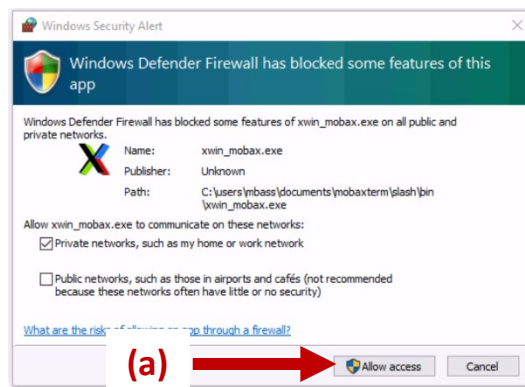 Windows Security Alert
Windows Defender Firewall has blocked some features of this
app
Windows Defender Firewall has blocked some features of xwin_mobax.exe on all public and
private networks.
Name: xwin_mobax.exe
Publisher: Unknown
Path: C:\users\mbass\documents\mobaxterm\slash\bin
\xwin_mobax.exe
Allow xwin_mobax.exe to communicate on these networks:
Private networks, such as my home or work network
Public networks, such as those in airports and cafés (not recommended
because these networks often have little or no security)
What are the risks of allowing an app through a firewall?
(a)
Allow access
Cancel